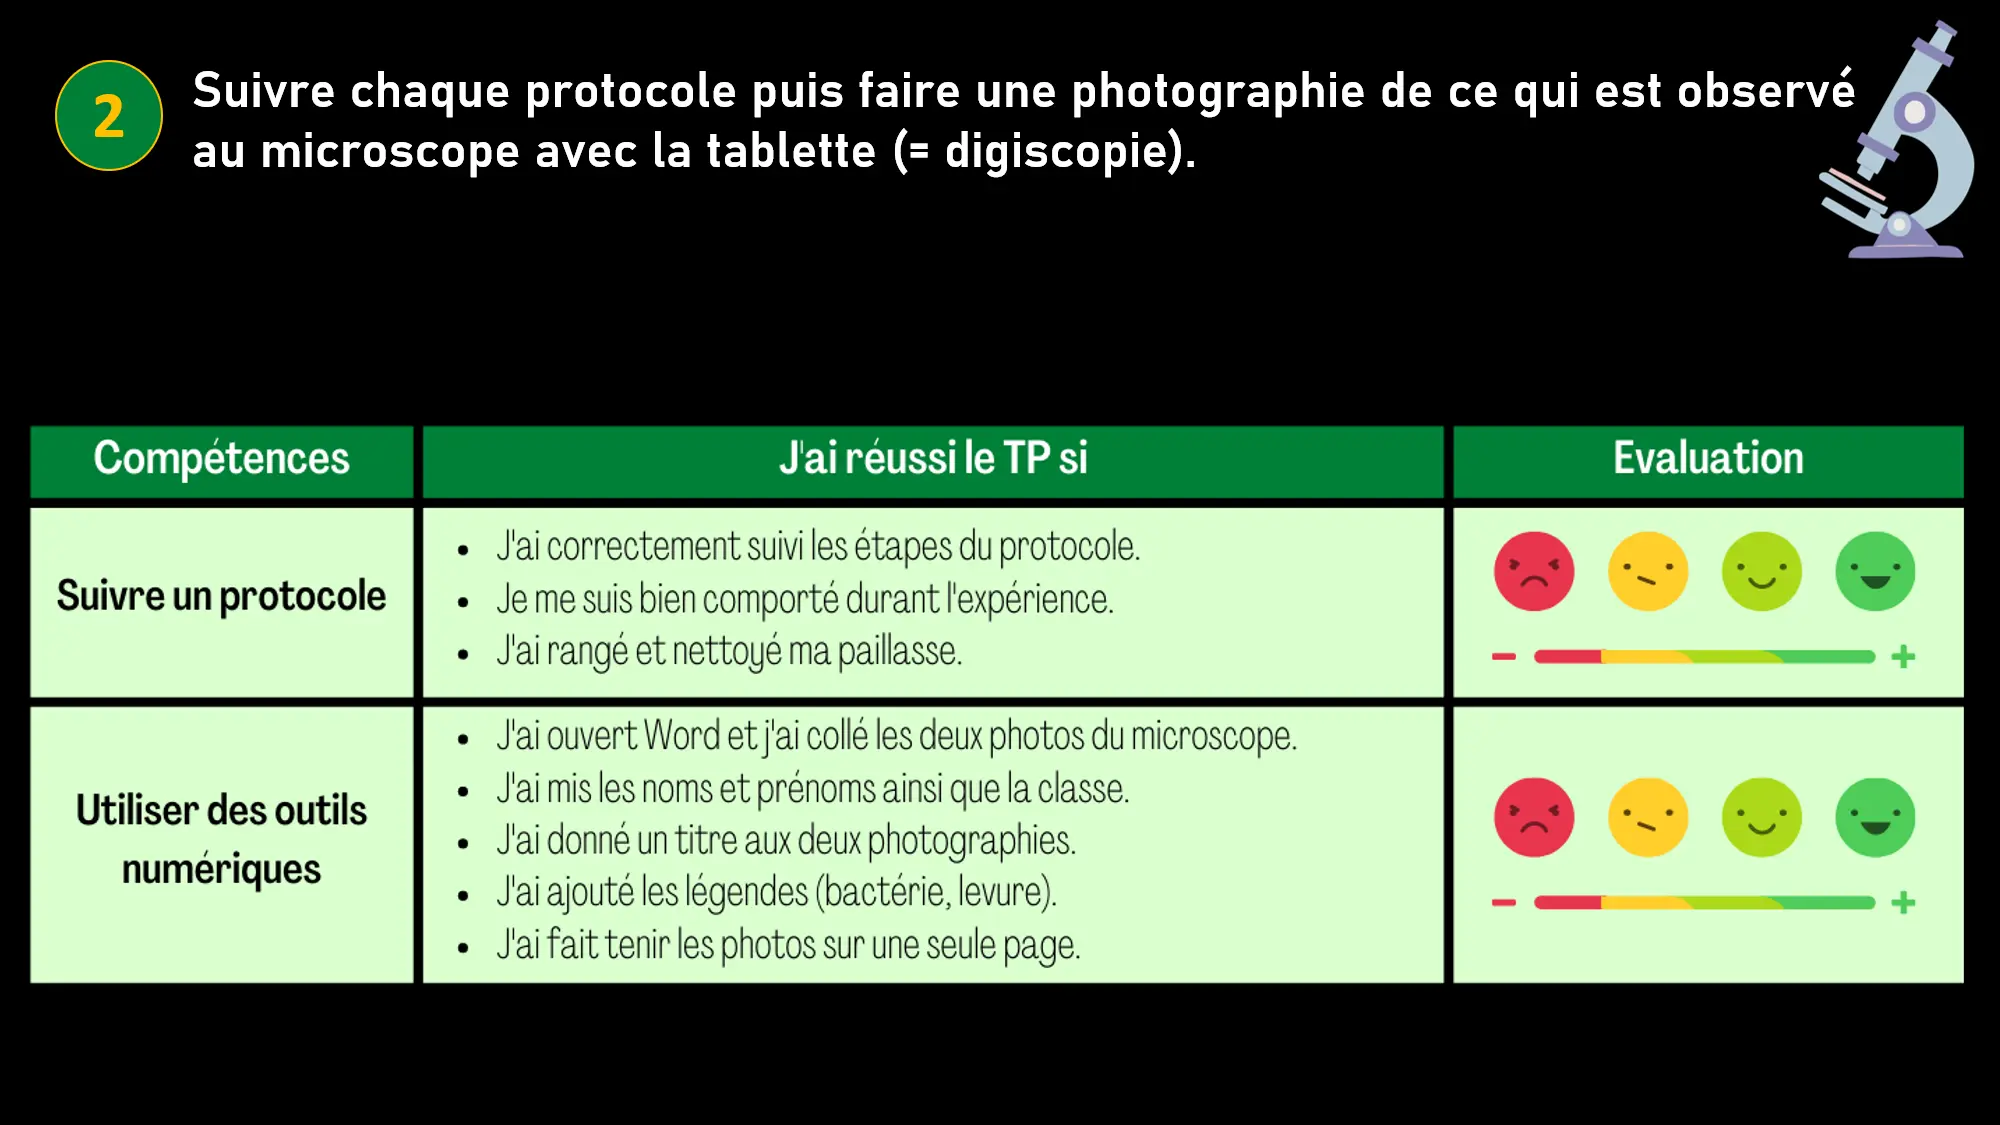 2
Suivre chaque protocole puis faire une photographie de ce qui est observé
au microscope avec la tablette (= digiscopie).
Compétences
J'ai réussi le TP si
Evaluation
Suivre un protocole
• J'ai correctement suivi les étapes du protocole.
• Je me suis bien comporté durant l'expérience.
• J'ai rangé et nettoyé ma paillasse.
- +
Utiliser des outils
numériques
• J'ai ouvert Word et j'ai collé les deux photos du microscope.
• J'ai mis les noms et prénoms ainsi que la classe.
• J'ai donné un titre aux deux photographies.
• J'ai ajouté les légendes (bactérie, levure).
• J'ai fait tenir les photos sur une seule page.
- +